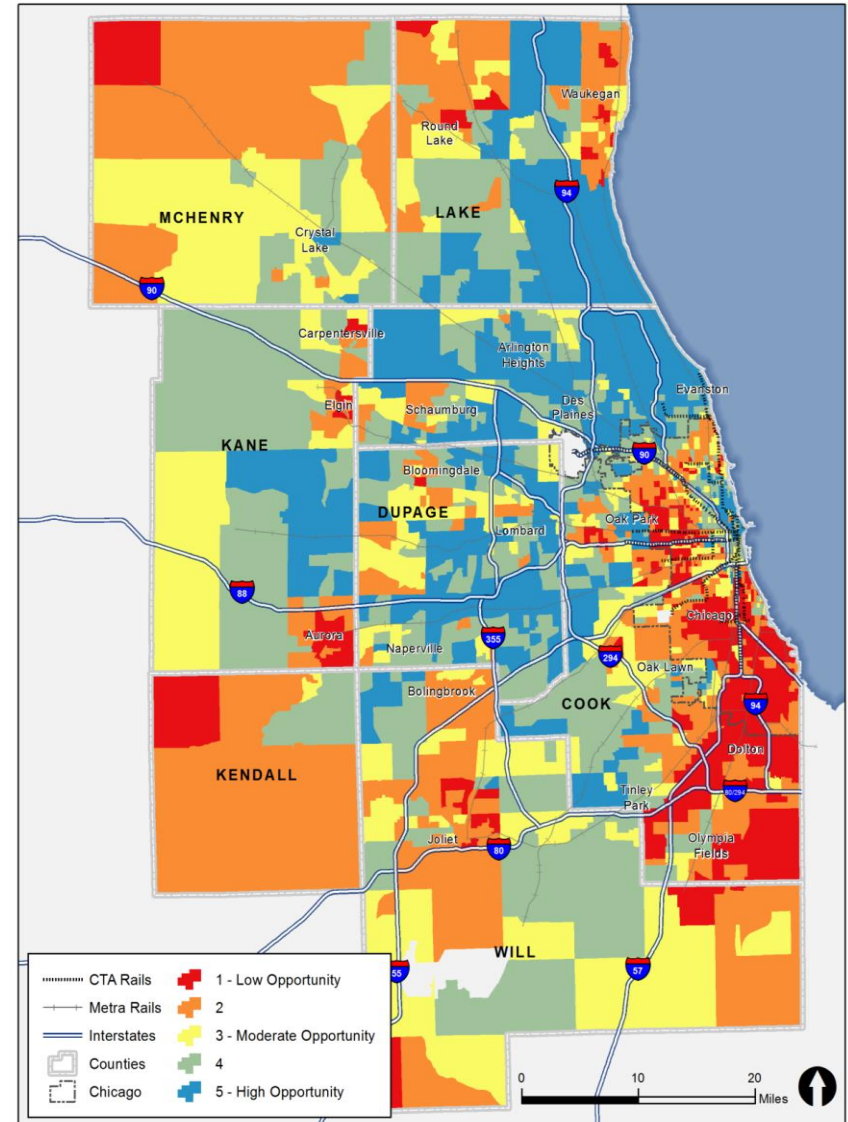 Waukegan
Round
Lake
94
MCHENRY
LAKE
Crystal
Lake
90
Carpentersville
Arlington
Heights
Evanston
Elgin
Schaumburg
Des
Plaines
KANE
90
Bloomingdale
DUPAGE
Oak Park
Lombard
88
Chicago
Aurora
355
Naperville
294
Oak Lawn
Bolingbrook
COOK
94
Dolton
KENDALL
Tinley
Park
80/294
Joliet
80
Olympia
Fields
WILL
55
57
CTA Rails
Metra Rails
Interstates
Counties
Chicago
1 - Low Opportunity
2
3 - Moderate Opportunity
4
5 - High Opportunity
0 10 20
Miles